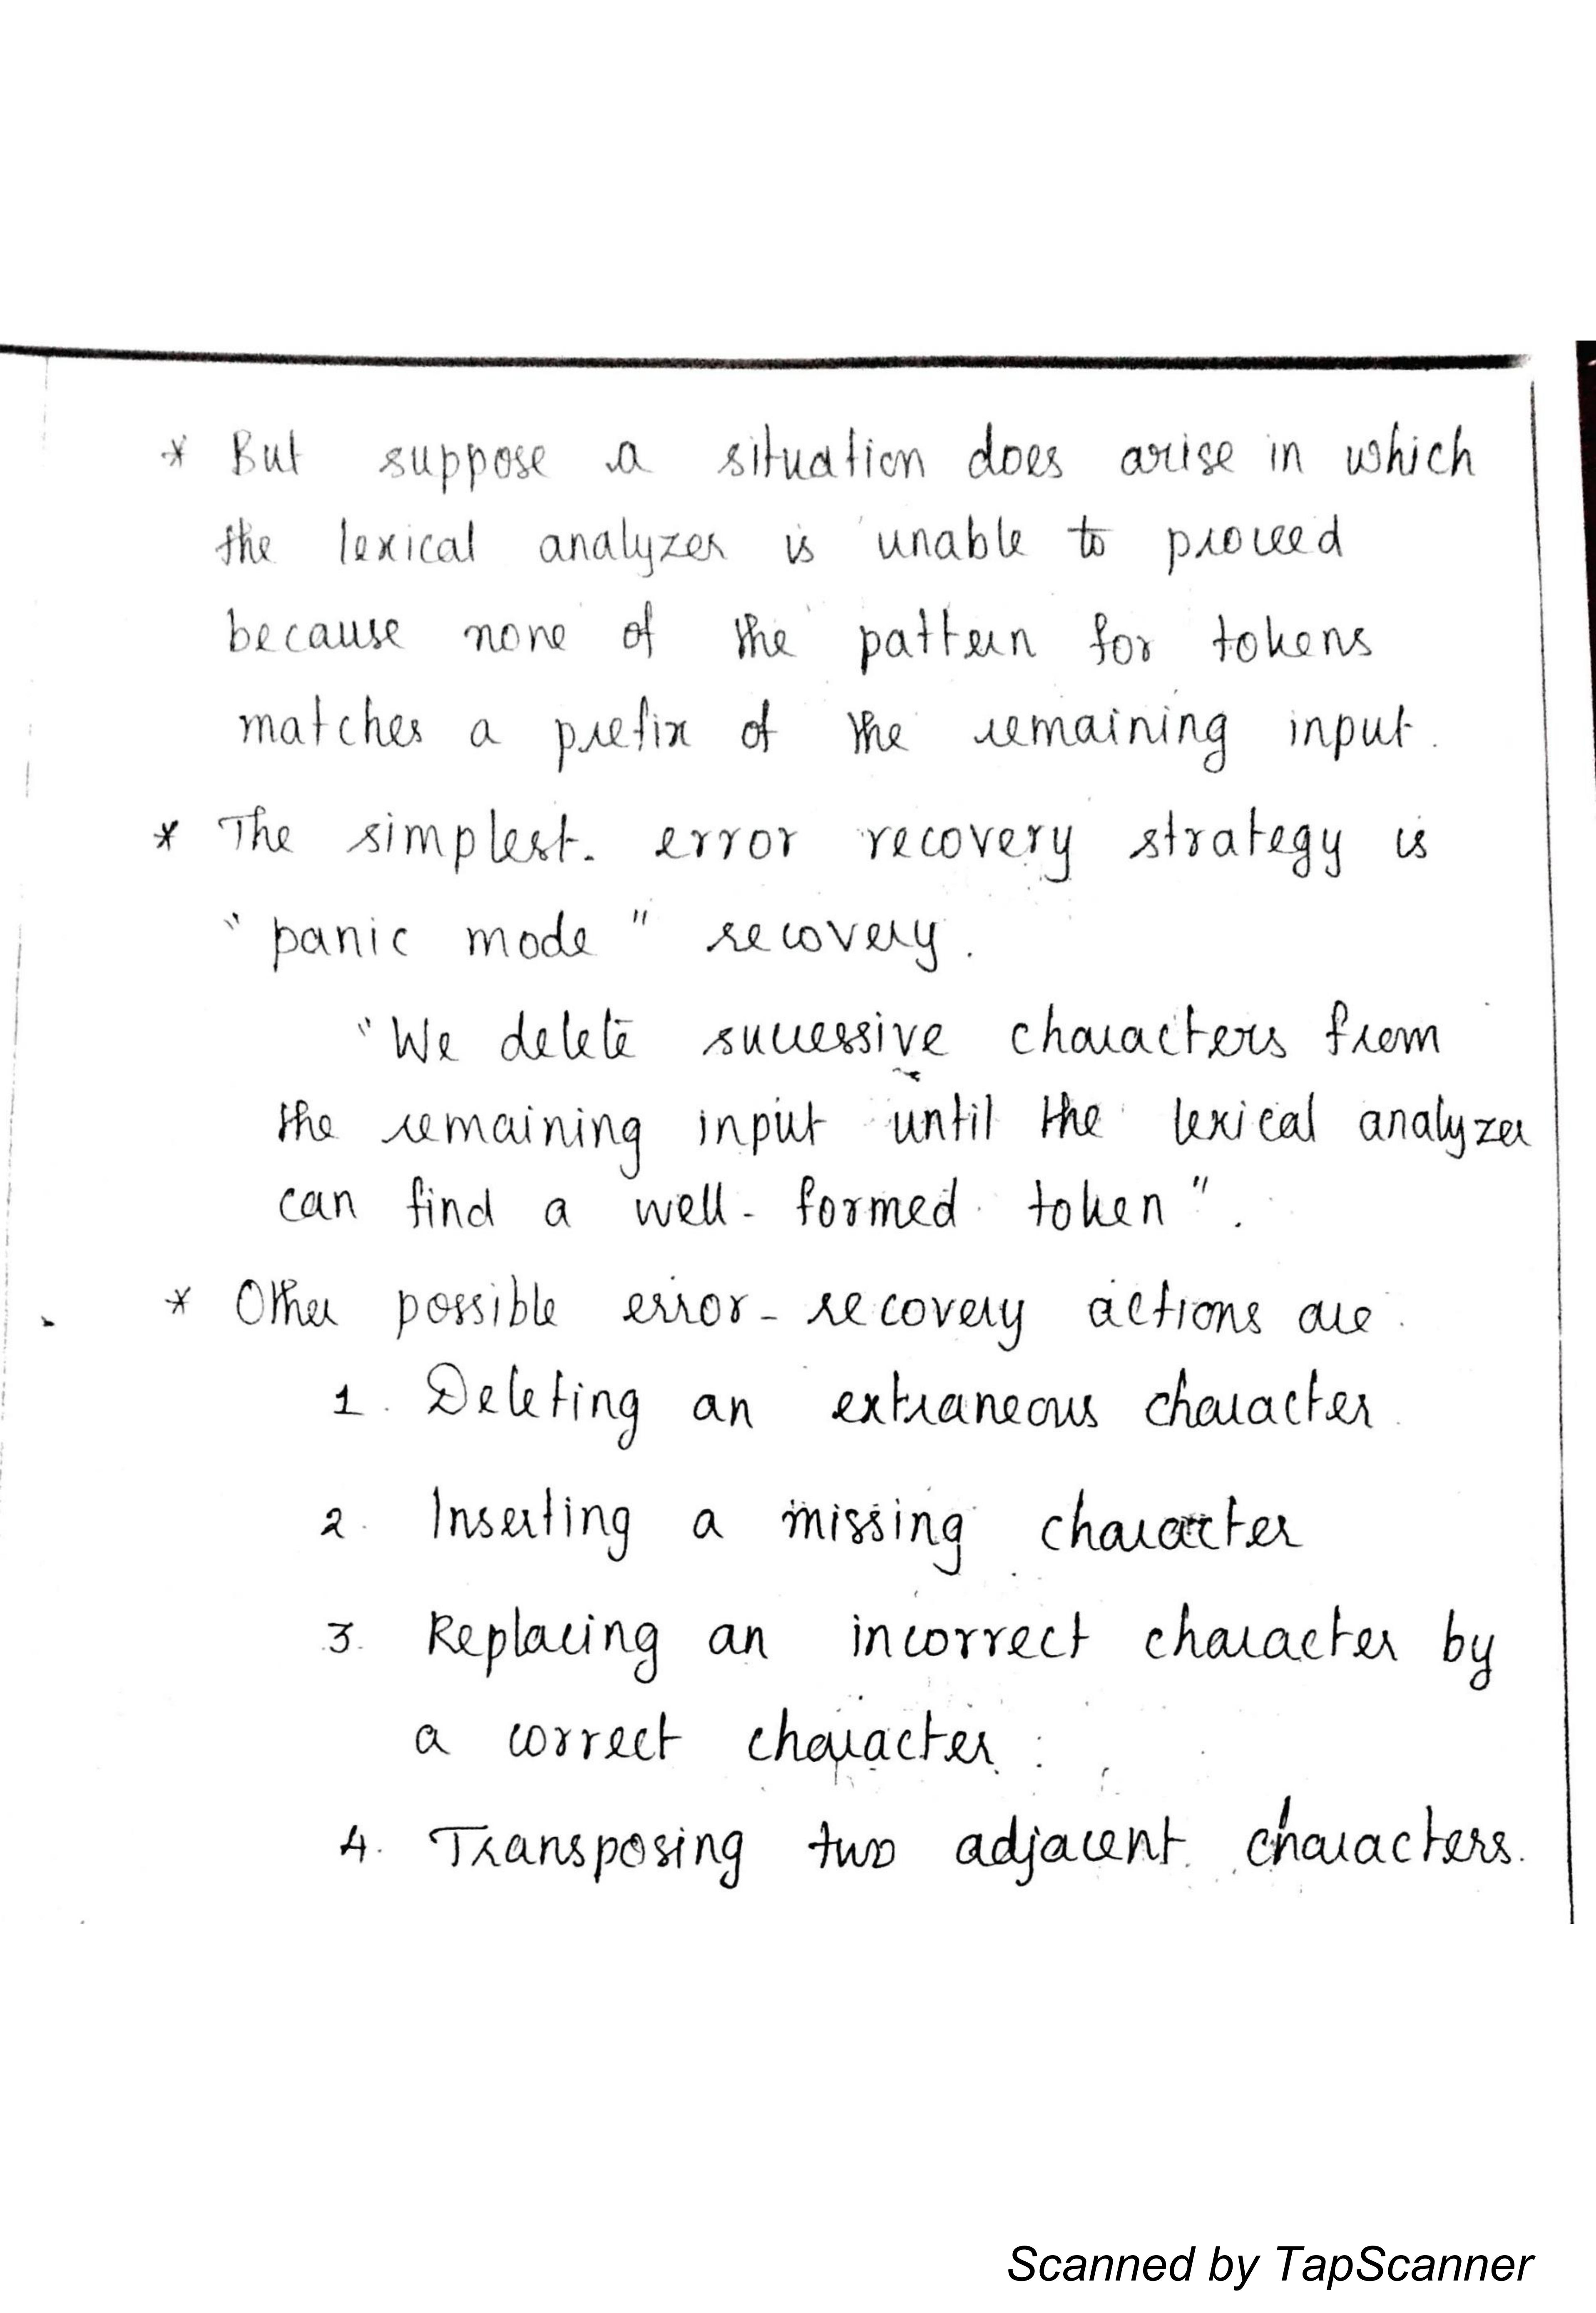 * But suppose a situation does arise in which
the lexical analyzer is unable to proceed
because none of the pattern for tokens
matches a prefix of the remaining input.
* The simplest. error recovery strategy is
"panic mode" recovery.
"We delete successive characters from
the remaining input until the lexical analyzer
can find a well-formed token".
* Other possible error-recovery actions are
1. Deleting an extraneous character.
2. Inserting a missing character
3. Replacing an incorrect character by
a correct character.
4. Transposing two adjacent characters.
Scanned by TapScanner